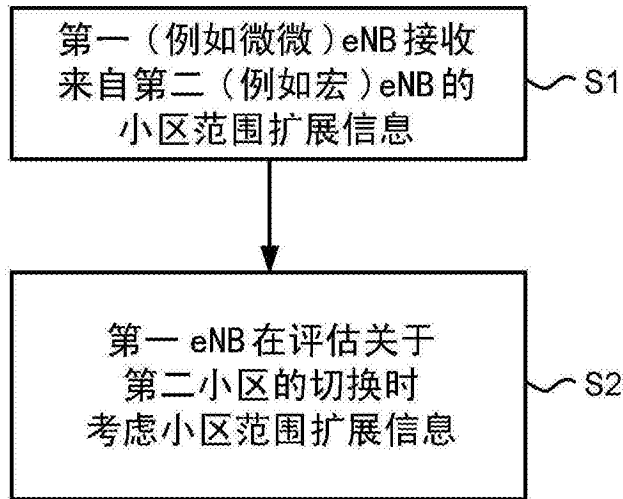 第一（例如微微）eNB接收
来自第二（例如宏）eNB的
小区范围扩展信息
S1
第一 eNB在评估关于
第二小区的切换时
考虑小区范围扩展信息
S2